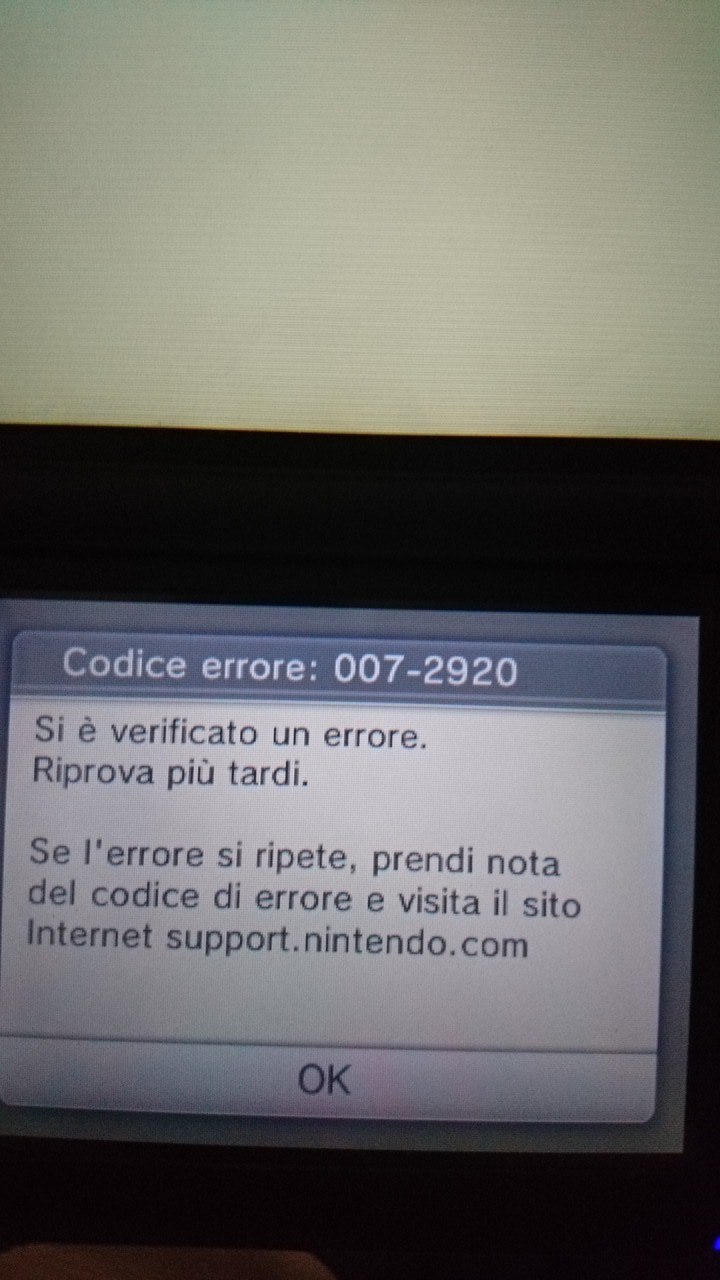 Codice errore: 007-2920
Si è verificato un errore.
Riprova più tardi.
Se l'errore si ripete, prendi nota
del codice di errore e visita il sito
Internet support.nintendo.com
OK